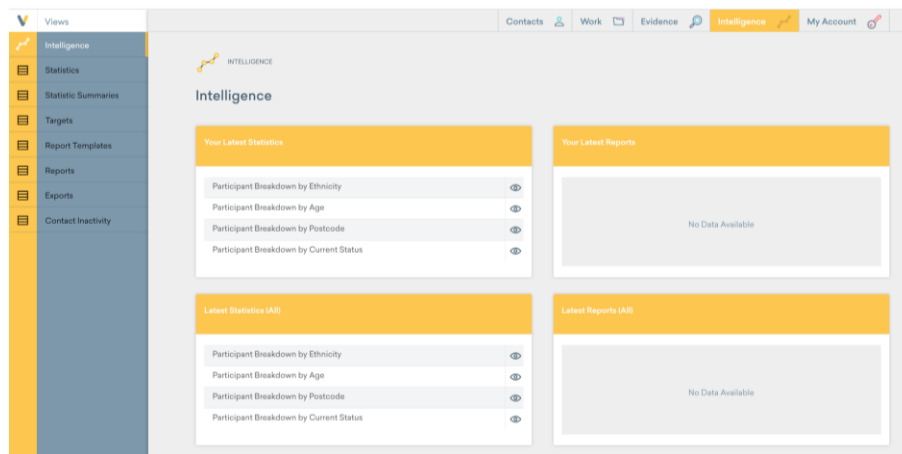 Views
Contacts
Work
Evidence
Intelligence
My Account
Intelligence
Statistics
Statistic Summaries
Targets
Report Templates
Reports
Exports
Contact Inactivity
INTELLIGENCE
Intelligence
Your Latest Statistics
Participant Breakdown by Ethnicity
Participant Breakdown by Age
Participant Breakdown by Postcode
Participant Breakdown by Current Status
Your Latest Reports
No Data Available
Latest Statistics (All)
Participant Breakdown by Ethnicity
Participant Breakdown by Age
Participant Breakdown by Postcode
Participant Breakdown by Current Status
Latest Reports (All)
No Data Available